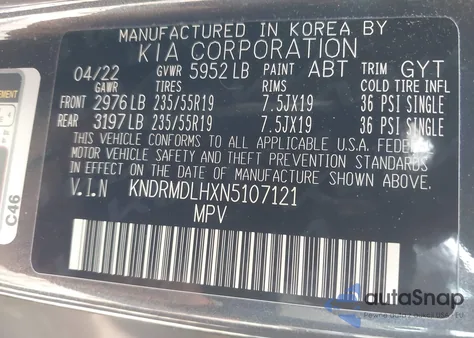 MANUFACTURED IN KOREA BY
KIA CORPORATION
04/22 GVWR 5952 LB PAINT ABT TRIM GYT
GAWR TIRES RIMS COLD TIRE INFL
FRONT 2976 LB 235/55R19 7.5JX19 36 PSI SINGLE
REAR 3197 LB 235/55R19 7.5JX19 36 PSI SINGLE
THIS VEHICLE CONFORMS TO ALL APPLICABLE U.S.A. FEDERAL
MOTOR VEHICLE SAFETY AND THEFT PREVENTION STANDARDS
IN EFFECT ON THE DATE OF MANUFACTURE SHOWN ABOVE.
V.I.N KNDRMDLHXN5107121
MPV
C46
autoSnap